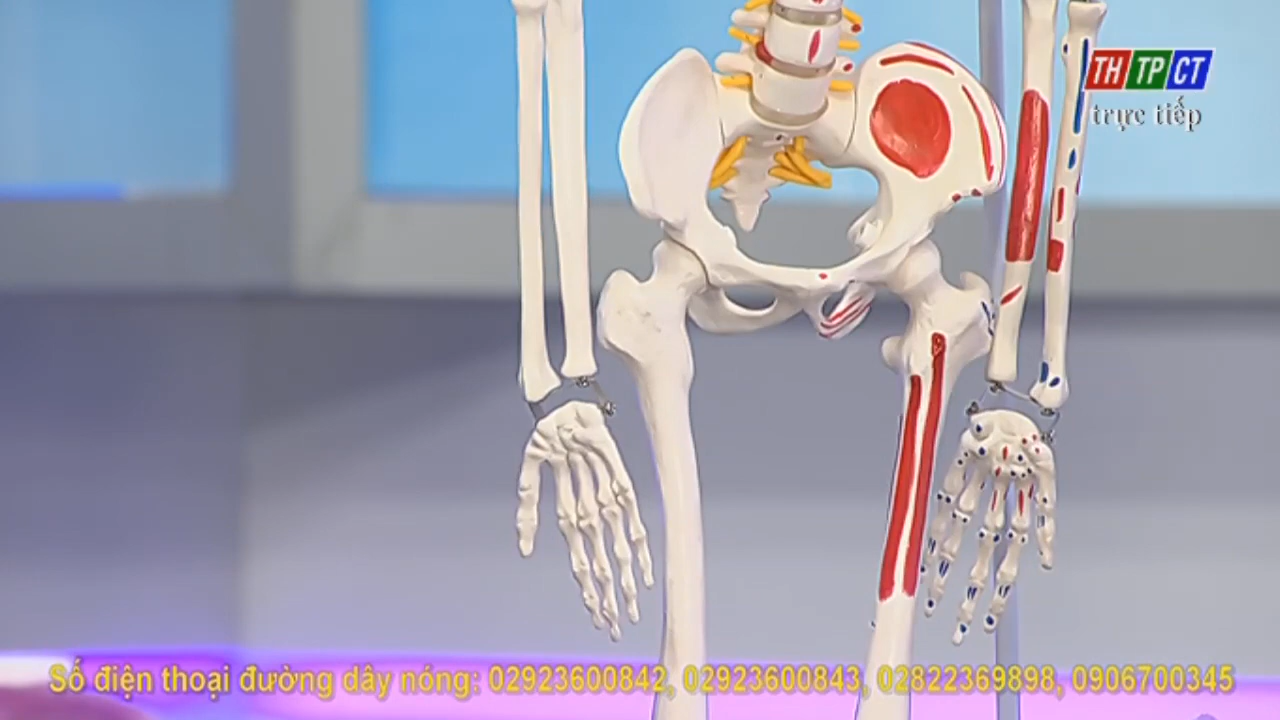 THTPCT
trực tiếp
Số điện thoại đường dây nóng: 02923600842, 02923600843, 02822369898, 0906700345